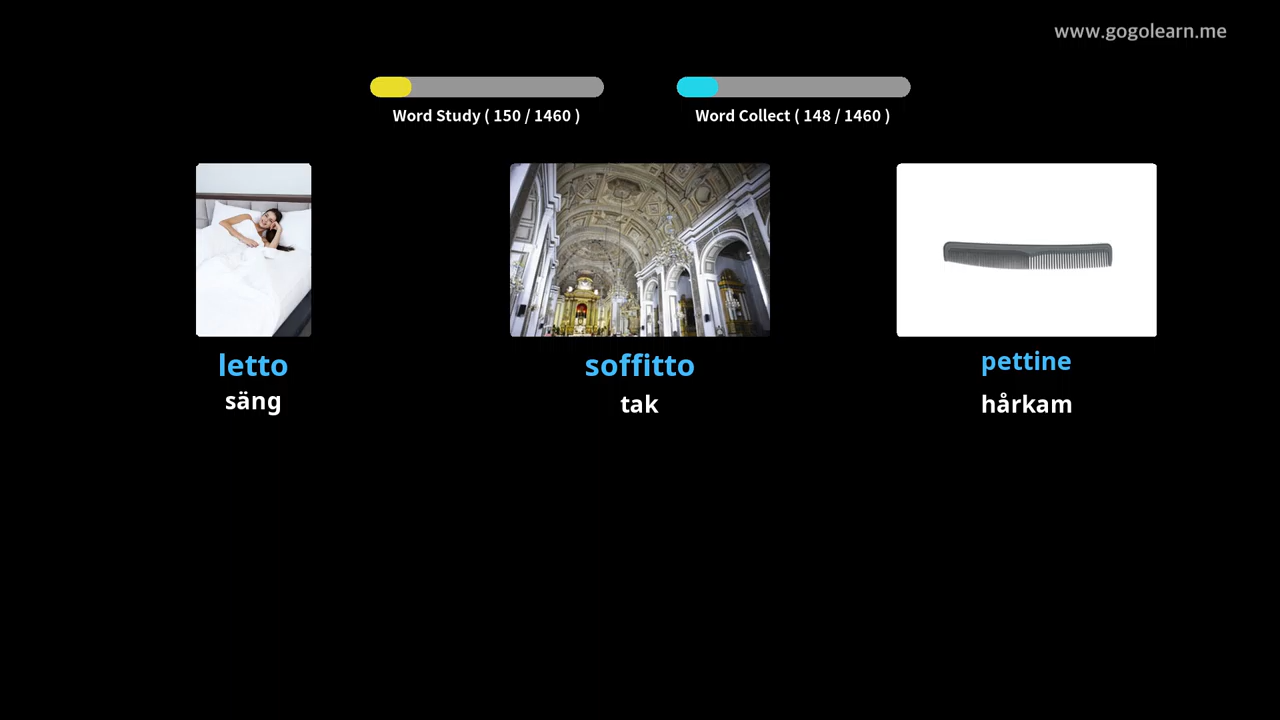 www.gogolearn.me
Word Study ( 150 / 1460 )
Word Collect ( 148 / 1460 )
letto
säng
soffitto
tak
pettine
hårkam